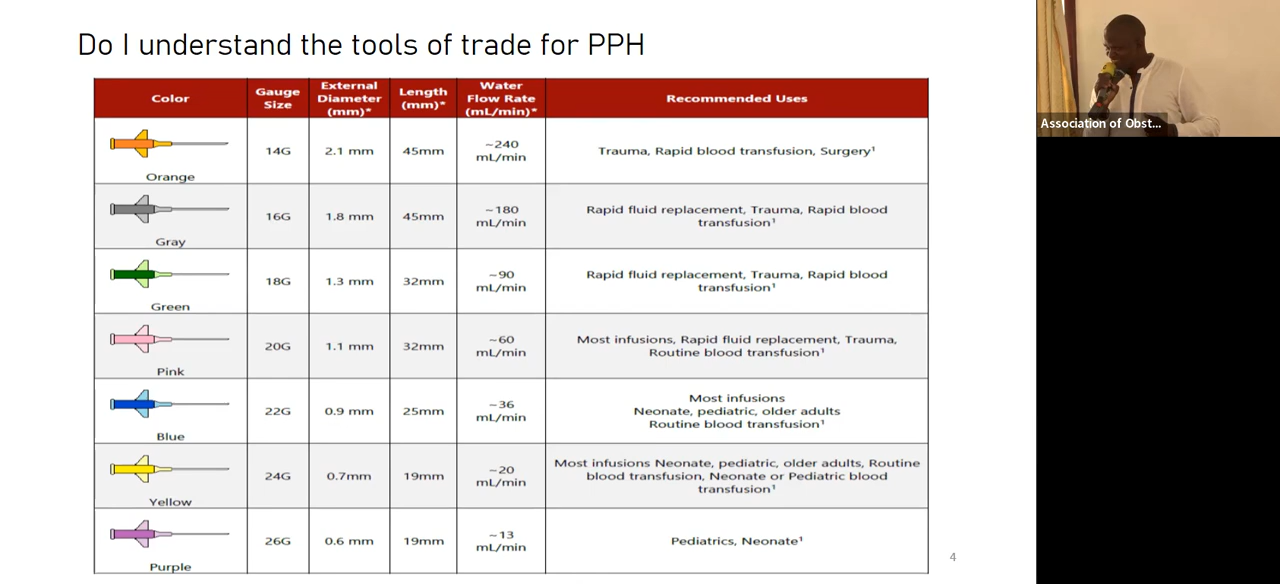 Do I understand the tools of trade for PPH
Color
Gauge
Size
External
Diameter
(mm)*
Length
(mm)*
Water
Flow Rate
(mL/min)*
Recommended Uses
Orange
14G
2.1 mm
45mm
~240
mL/min
Trauma, Rapid blood transfusion, Surgery¹
Gray
16G
1.8 mm
45mm
~180
mL/min
Rapid fluid replacement, Trauma, Rapid blood
transfusion¹
Green
18G
1.3 mm
32mm
~90
mL/min
Rapid fluid replacement, Trauma, Rapid blood
transfusion¹
Pink
20G
1.1 mm
32mm
~60
mL/min
Most infusions, Rapid fluid replacement, Trauma,
Routine blood transfusion¹
Blue
22G
0.9 mm
25mm
~36
mL/min
Most infusions
Neonate, pediatric, older adults
Routine blood transfusion¹
Yellow
24G
0.7mm
19mm
~20
mL/min
Most infusions Neonate, pediatric, older adults, Routine
blood transfusion, Neonate or Pediatric blood
transfusion¹
Purple
26G
0.6 mm
19mm
~13
mL/min
Pediatrics, Neonate¹
4
Association of Obst...